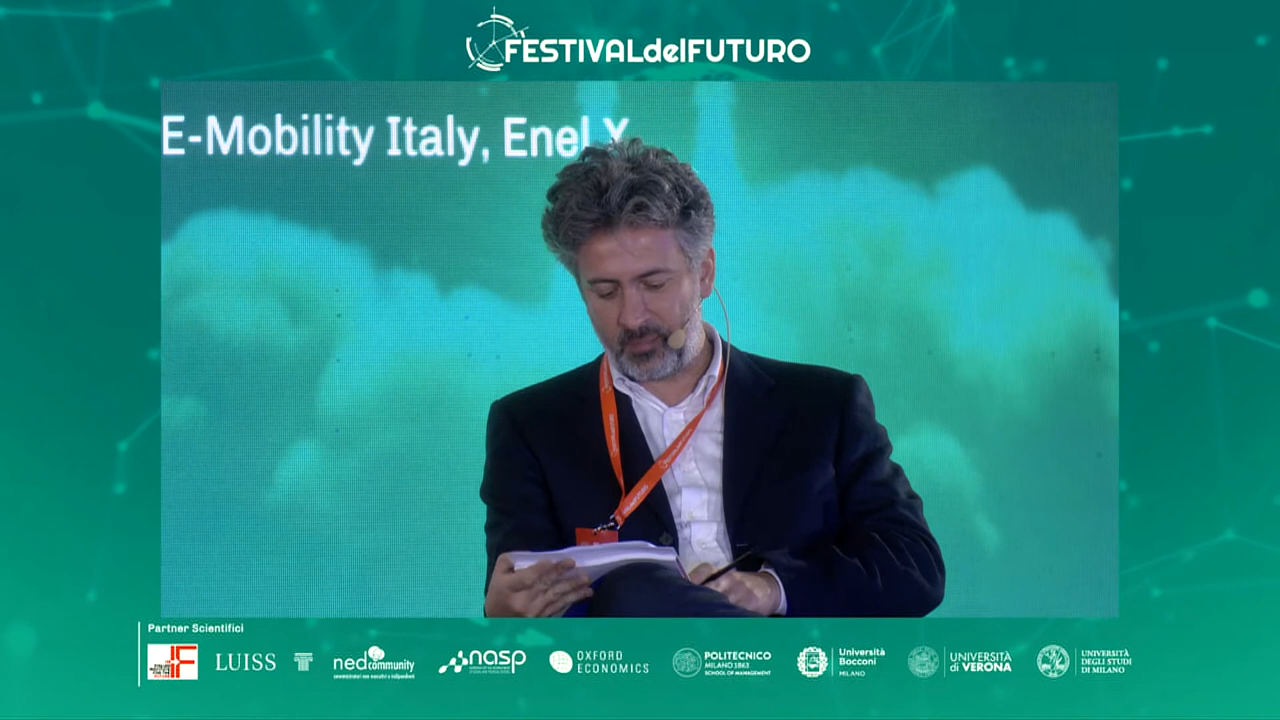 FESTIVALdelFUTURO
E-Mobility Italy, Enel X
Partner Scientifici
LUISS
nedcommunity
nasp
OXFORD
ECONOMICS
POLITECNICO
MILANO 1863
SCHOOL OF MANAGEMENT
Università
Bocconi
MILANO
UNIVERSITÀ
di VERONA
UNIVERSITÀ
DEGLI STUDI
DI MILANO